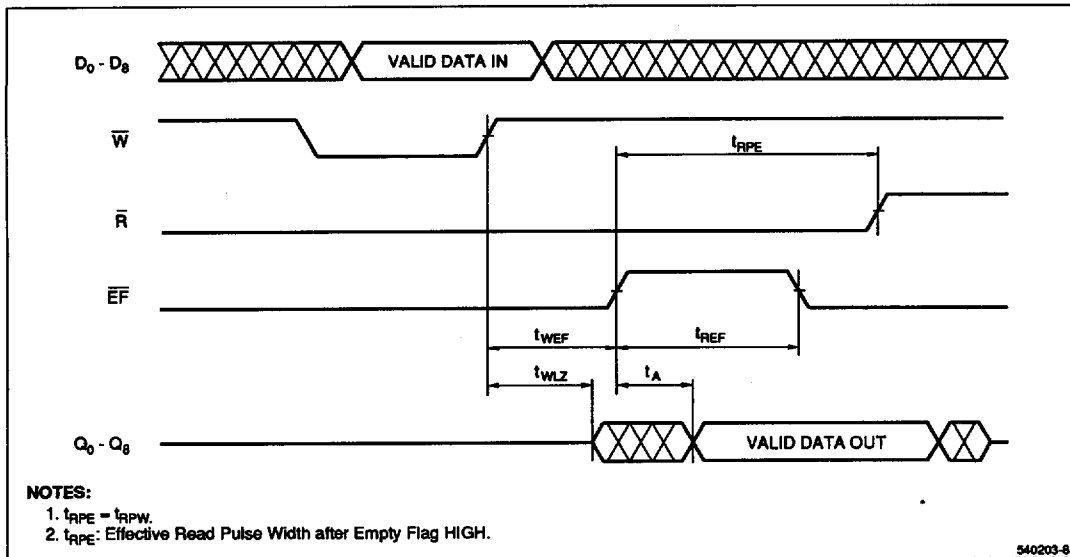 D₀ - D₈
VALID DATA IN
W̅
tRPE
R̅
E̅F̅
tWEF
tREF
tWLZ
tA
Q₀ - Q₈
VALID DATA OUT
NOTES:
1. tRPE = tRPW.
2. tRPE: Effective Read Pulse Width after Empty Flag HIGH.
540203-8